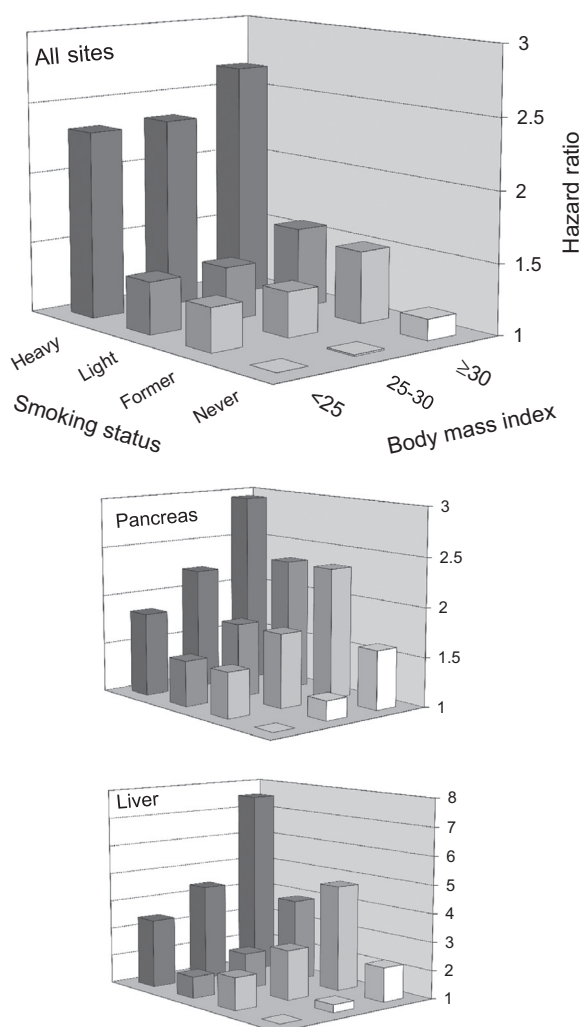 All sites
3
2.5
2
1.5
1
Hazard ratio
Heavy
Light
Former
Never
Smoking status
<25
25-30
≥30
Body mass index
Pancreas
3
2.5
2
1.5
1
Liver
8
7
6
5
4
3
2
1